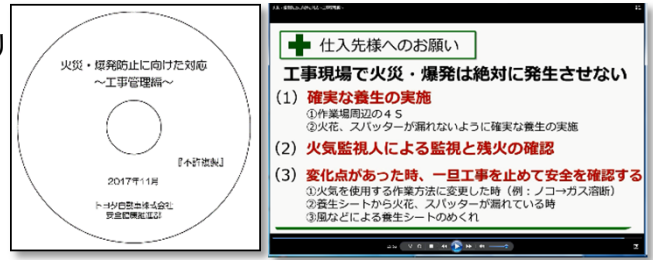 火災・爆発防止に向けた対応
～工事管理編～
『不許複製』
2017年11月
トヨタ自動車株式会社
安全健康推進部
仕入先様へのお願い
工事現場で火災・爆発は絶対に発生させない
(1) 確実な養生の実施
①作業場周辺の４Ｓ
②火花、スパッターが漏れないように確実な養生の実施
(2) 火気監視人による監視と残火の確認
(3) 変化点があった時、一旦工事を止めて安全を確認する
①火気を使用する作業方法に変更した時（例：ノコ→ガス溶断）
②養生シートから火花、スパッターが漏れている時
③風などによる養生シートのめくれ